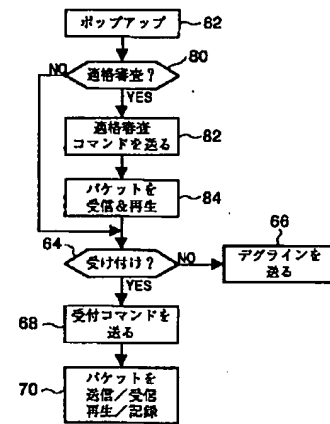 ポップアップ 62
適格審査? 80
NO
YES
適格審査
コマンドを送る 82
パケットを
受信&再生 84
64 受け付け? NO
YES
デグラインを
送る 66
68 受付コマンドを
送る
70 パケットを
送信/受信
再生/記録